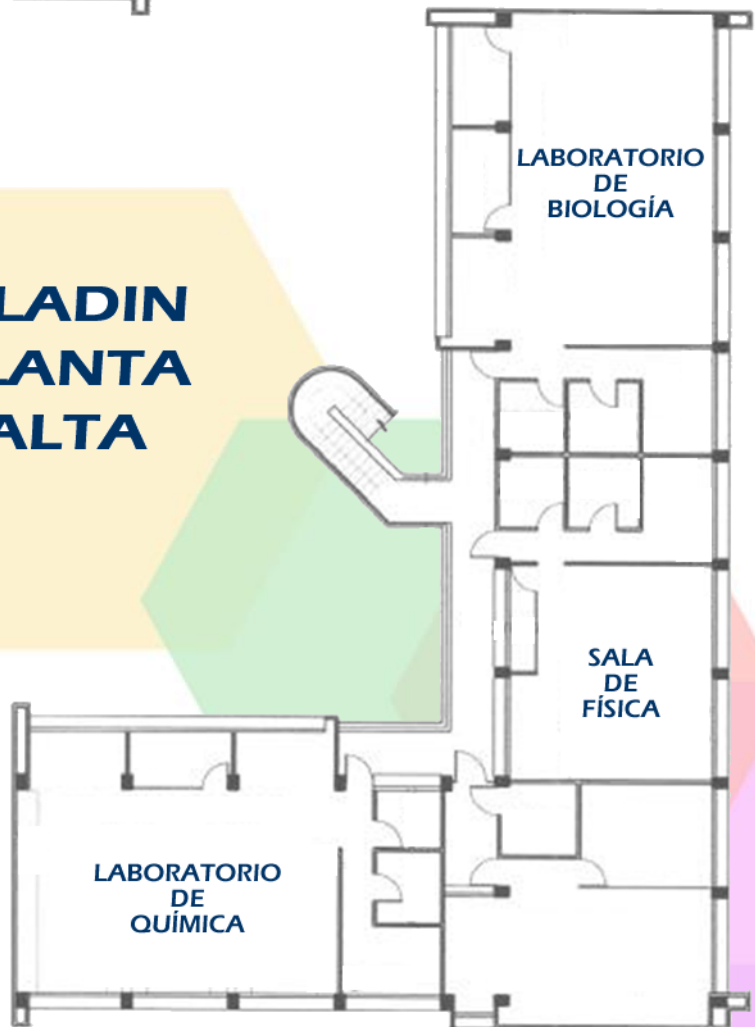 LADIN
LANTA
ALTA
LABORATORIO
DE
BIOLOGÍA
SALA
DE
FÍSICA
LABORATORIO
DE
QUÍMICA